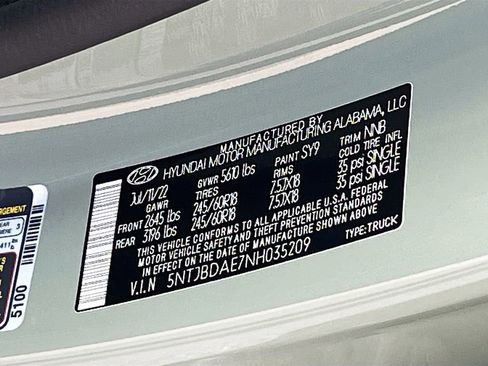 MANUFACTURED BY
HYUNDAI MOTOR MANUFACTURING ALABAMA, LLC
Jul/11/22 GVWR 5610 lbs PAINT SY9 TRIM NNB
GAWR TIRES RIMS COLD TIRE INFL
FRONT 2645 lbs 245/60R18 7.5JX18 35 psi SINGLE
REAR 3196 lbs 245/60R18 7.5JX18 35 psi SINGLE
THIS VEHICLE CONFORMS TO ALL APPLICABLE U.S.A. FEDERAL
MOTOR VEHICLE SAFETY AND THEFT PREVENTION STANDARDS
IN EFFECT ON THE DATE OF MANUFACTURE SHOWN ABOVE
V.I.N 5NTJBDAE7NH035209 TYPE:TRUCK
5100